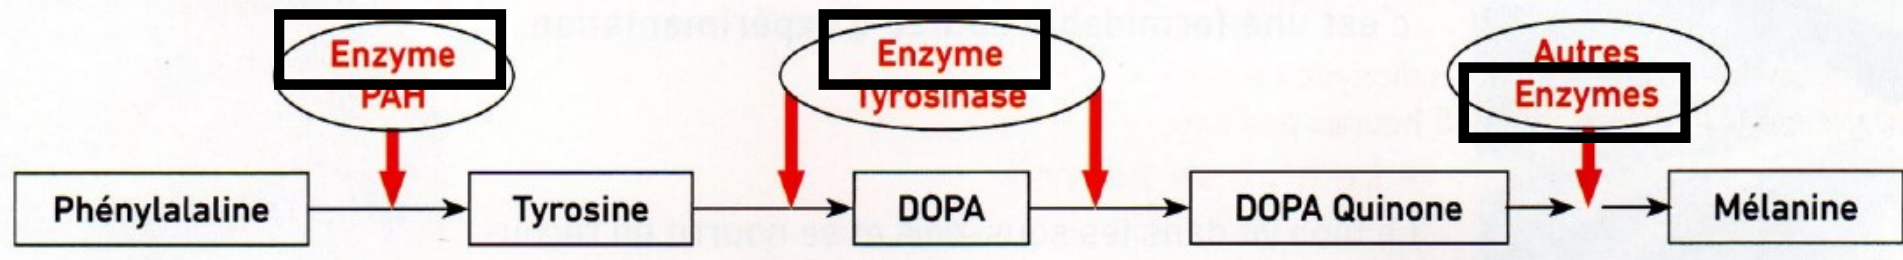 Enzyme
PAH
Enzyme
Tyrosinase
Autres
Enzymes
Phénylalaline
Tyrosine
DOPA
DOPA Quinone
Mélanine